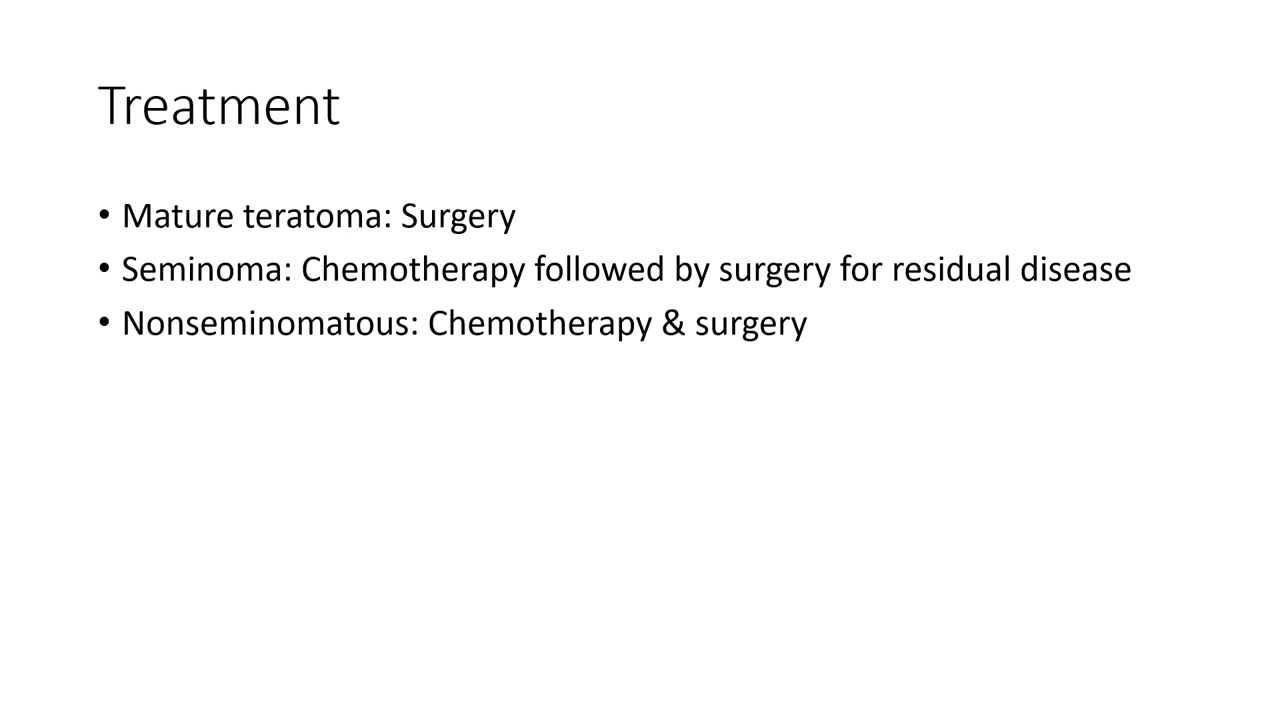 Treatment
• Mature teratoma: Surgery
• Seminoma: Chemotherapy followed by surgery for residual disease
• Nonseminomatous: Chemotherapy & surgery